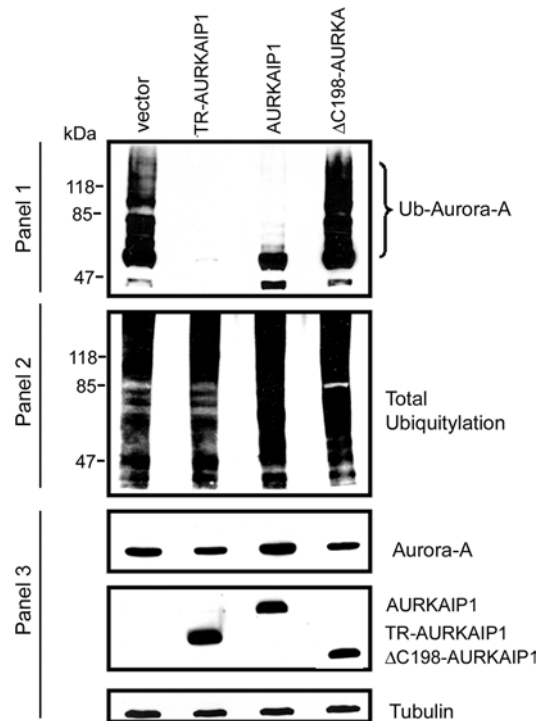 vector
TR-AURKAIP1
AURKAIP1
ΔC198-AURKA
kDa
Panel 1
118
85-
47-
Ub-Aurora-A
Panel 2
118-
85-
47-
Total
Ubiquitylation
Panel 3
Aurora-A
AURKAIP1
TR-AURKAIP1
ΔC198-AURKAIP1
Tubulin